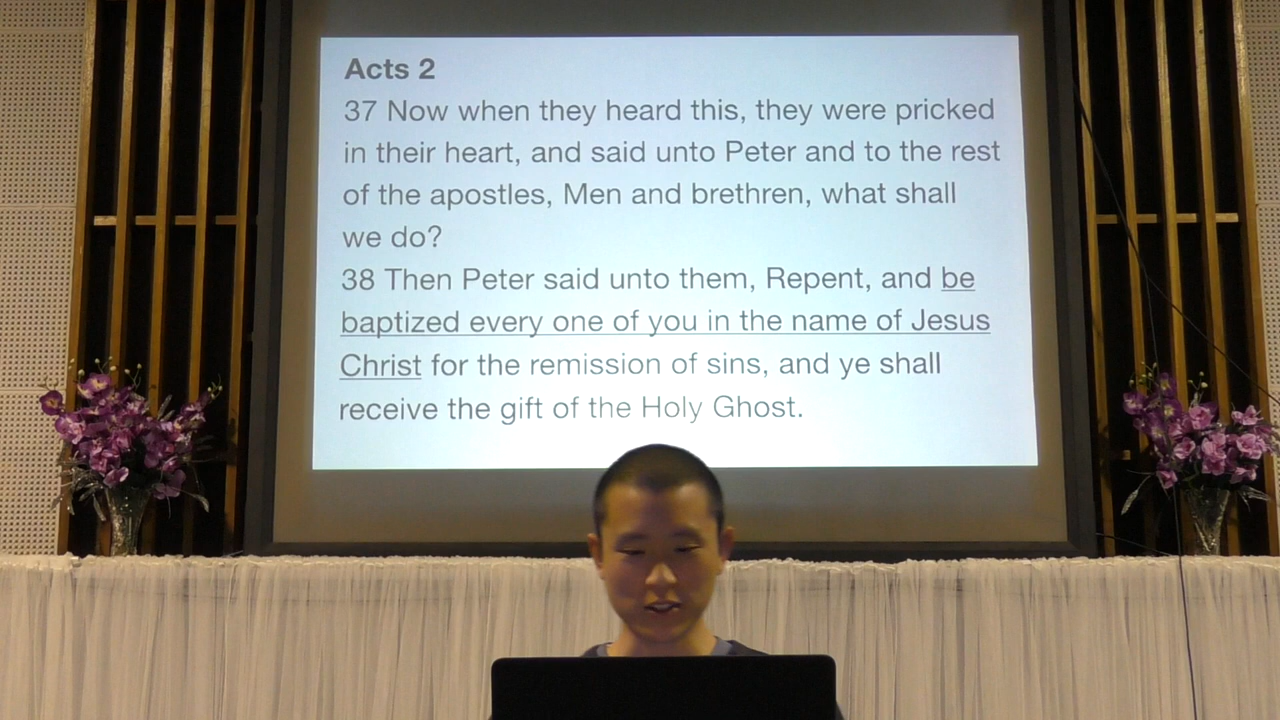 Acts 2
37 Now when they heard this, they were pricked
in their heart, and said unto Peter and to the rest
of the apostles, Men and brethren, what shall
we do?
38 Then Peter said unto them, Repent, and be
baptized every one of you in the name of Jesus
Christ for the remission of sins, and ye shall
receive the gift of the Holy Ghost.